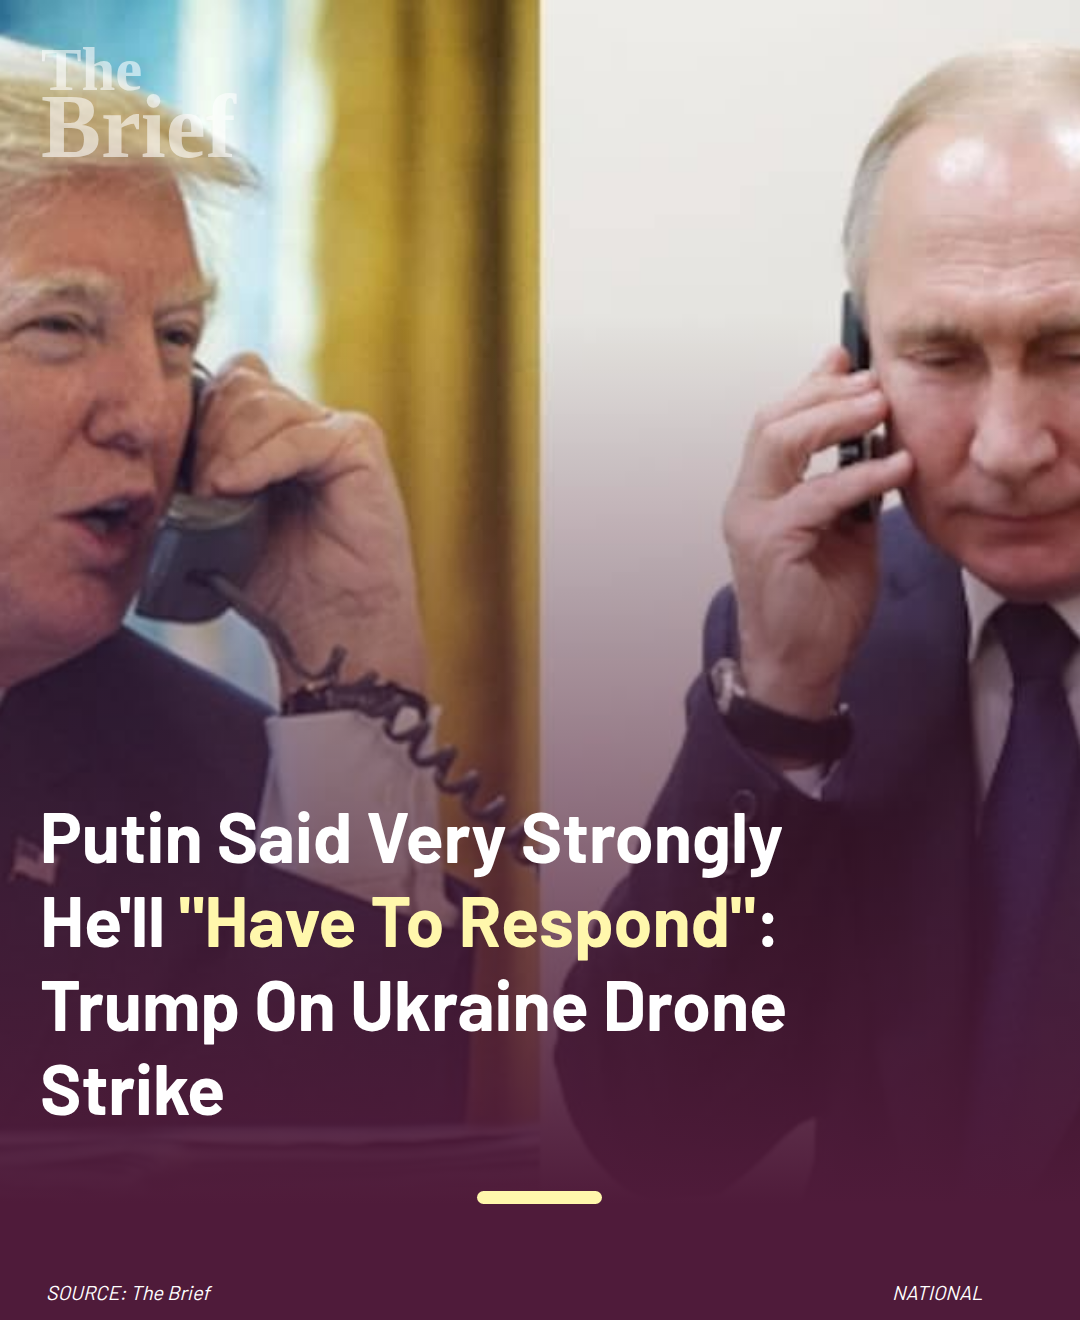 The
Brief
Putin Said Very Strongly
He'll "Have To Respond":
Trump On Ukraine Drone
Strike
SOURCE: The Brief
NATIONAL